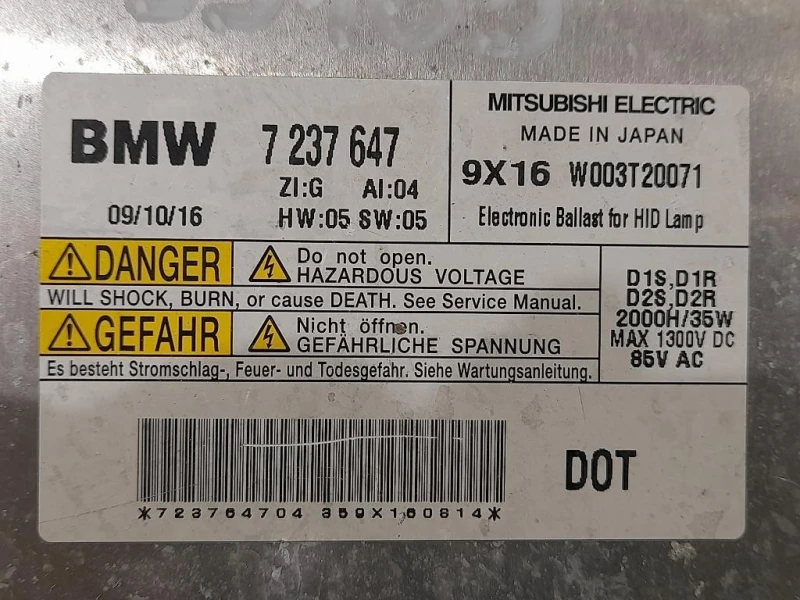 BMW 7 237 647
ZI:G AI:04
09/10/16 HW:05 SW:05
MITSUBISHI ELECTRIC
MADE IN JAPAN
9X16 W003T20071
Electronic Ballast for HID Lamp
DANGER Do not open.
HAZARDOUS VOLTAGE
WILL SHOCK, BURN, or cause DEATH. See Service Manual.
GEFAHR Nicht öffnen.
GEFÄHRLICHE SPANNUNG
Es besteht Stromschlag-, Feuer- und Todesgefahr. Siehe Wartungsanleitung.
D1S,D1R
D2S,D2R
2000H/35W
MAX 1300V DC
85V AC
*723764704 359X160814*
DOT